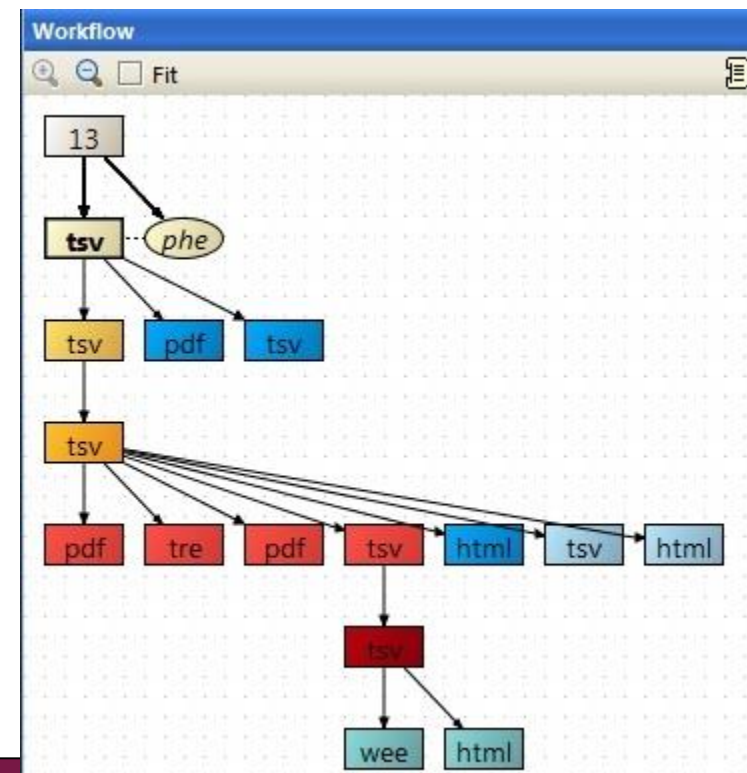 Workflow
Fit
13
tsv phe
tsv pdf tsv
tsv
pdf tre pdf tsv html tsv html
tsv
wee html